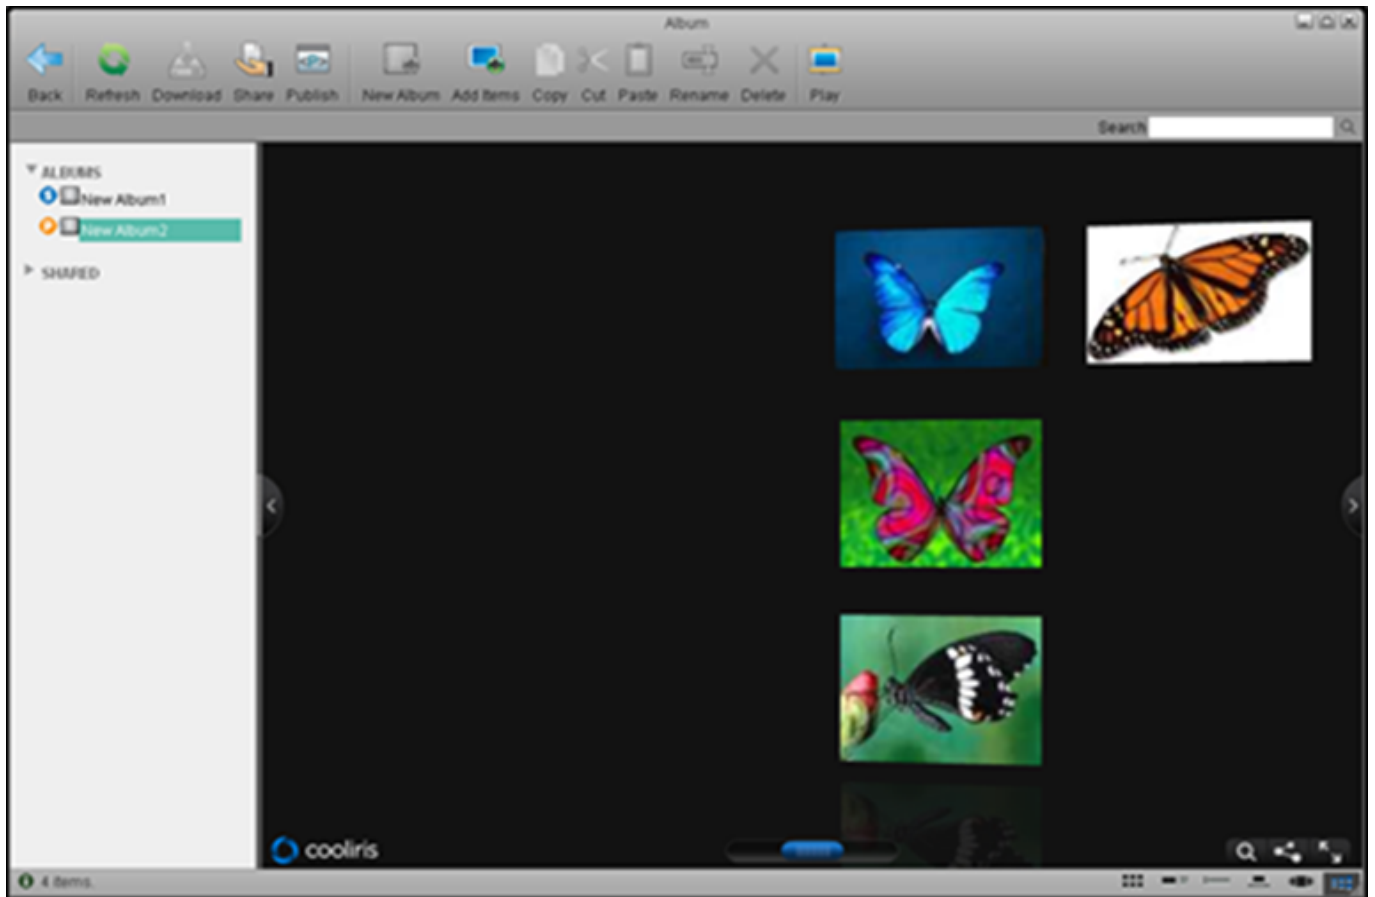 Album
Back Refresh Download Share Publish New Album Add Items Copy Cut Paste Rename Delete Play
Search
ALBUMS
New Album1
New Album2
SHARED
cooliris
4 items.